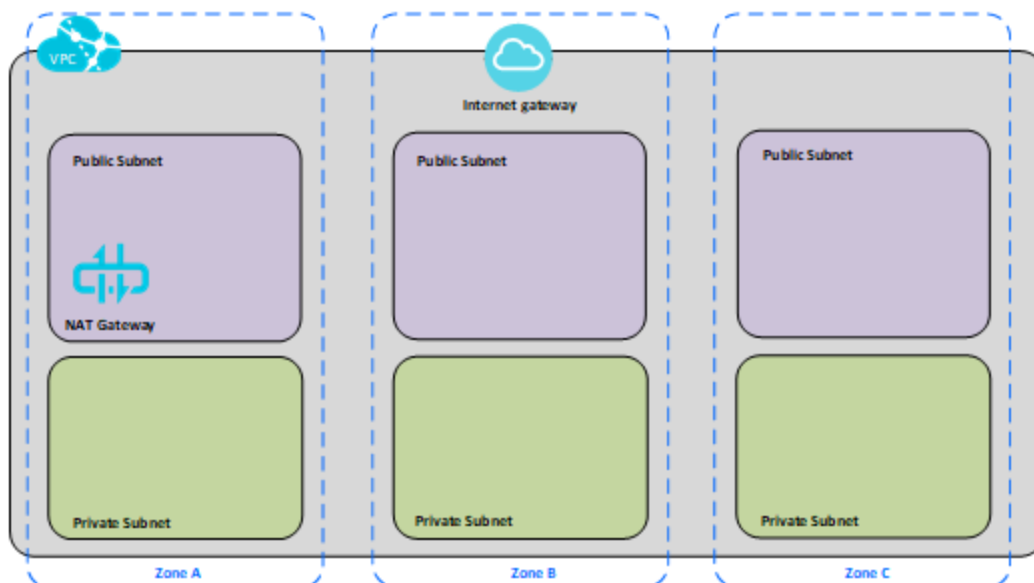 VPC
Internet gateway
Public Subnet
Public Subnet
Public Subnet
NAT Gateway
Private Subnet
Private Subnet
Private Subnet
Zone A
Zone B
Zone C